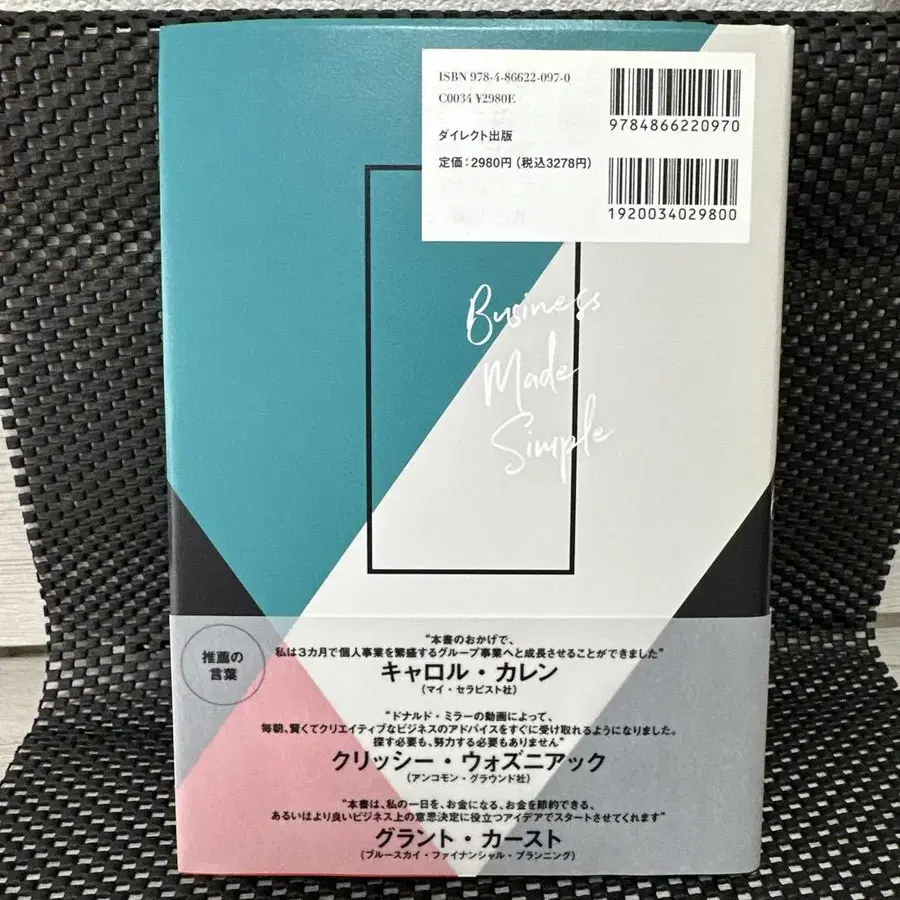 ISBN 978-4-86622-097-0
C0034 ¥2980E
ダイレクト出版
定価：2980円（税込3278円）
9784866220970
1920034029800
Business
Made
Simple
推薦の
言葉
“本書のおかげで、
私は3カ月で個人事業を繁盛するグループ事業へと成長させることができました”
キャロル・カレン
（マイ・セラピスト社）
“ドナルド・ミラーの動画によって、
毎朝、賢くてクリエイティブなビジネスのアドバイスをすぐに受け取れるようになりました。
探す必要も、努力する必要もありません”
クリッシー・ウォズニアック
（アンコモン・グラウンド社）
“本書は、私の一日を、お金になる、お金を節約できる、
あるいはより良いビジネス上の意思決定に役立つアイデアでスタートさせてくれます”
グラント・カースト
（ブルースカイ・ファイナンシャル・プランニング）